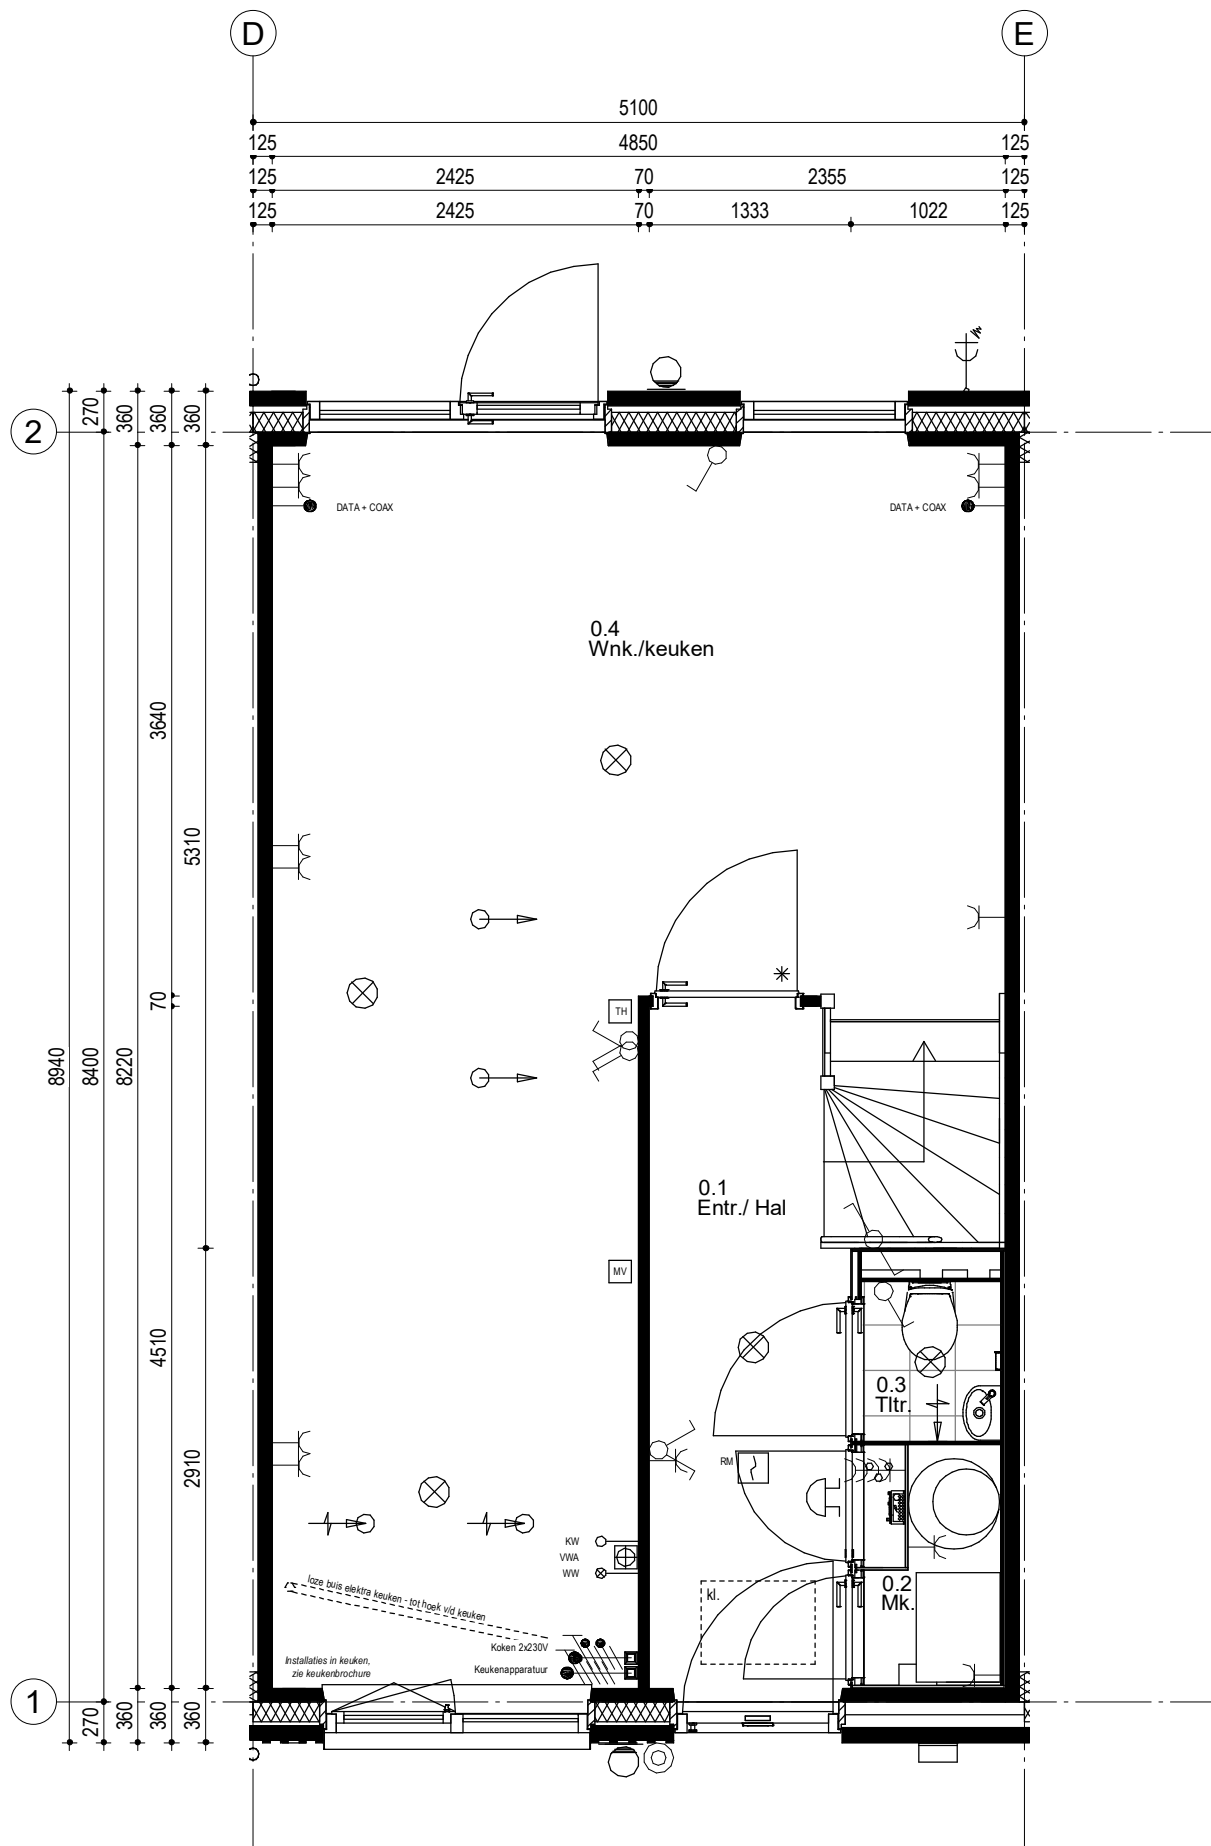 D
E
5100
125
4850
125
125
2425
70
2355
125
125
2425
70
1333
1022
125
2
270
360
360
360
DATA + COAX
DATA + COAX
0.4
Wnk./keuken
3640
5310
70
TH
8940
8400
8220
0.1
Entr./ Hal
MV
4510
0.3
Tltr.
2910
RM
KW
VWA
WW
0.2
Mk.
kl.
loze buis elektra keuken - tot hoek v/d keuken
Koken 2x230V
Installaties in keuken,
zie keukenbrochure
Keukenapparatuur
1
270
360
360
360